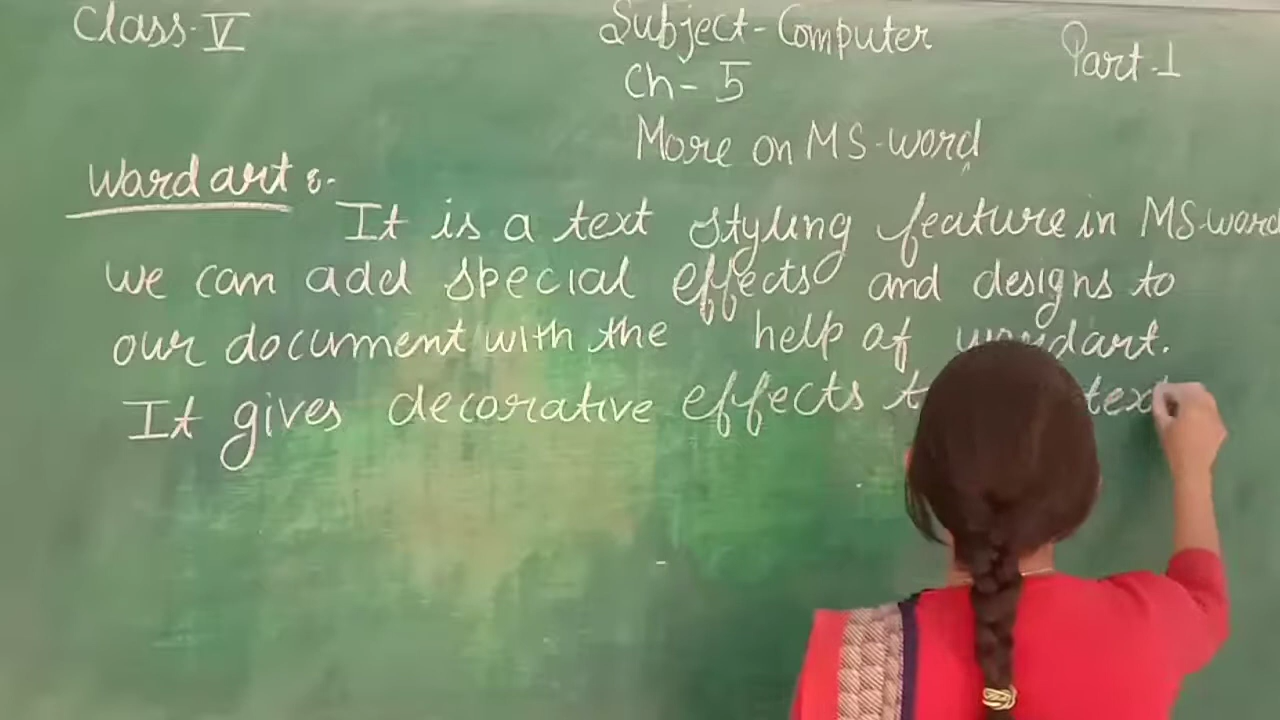 Class-V
Subject-Computer
Part-1
Ch-5
More on MS-word
Wordart :-
It is a text styling feature in MS-word
we can add special effects and designs to
our document with the help of wordart.
It gives decorative effects text